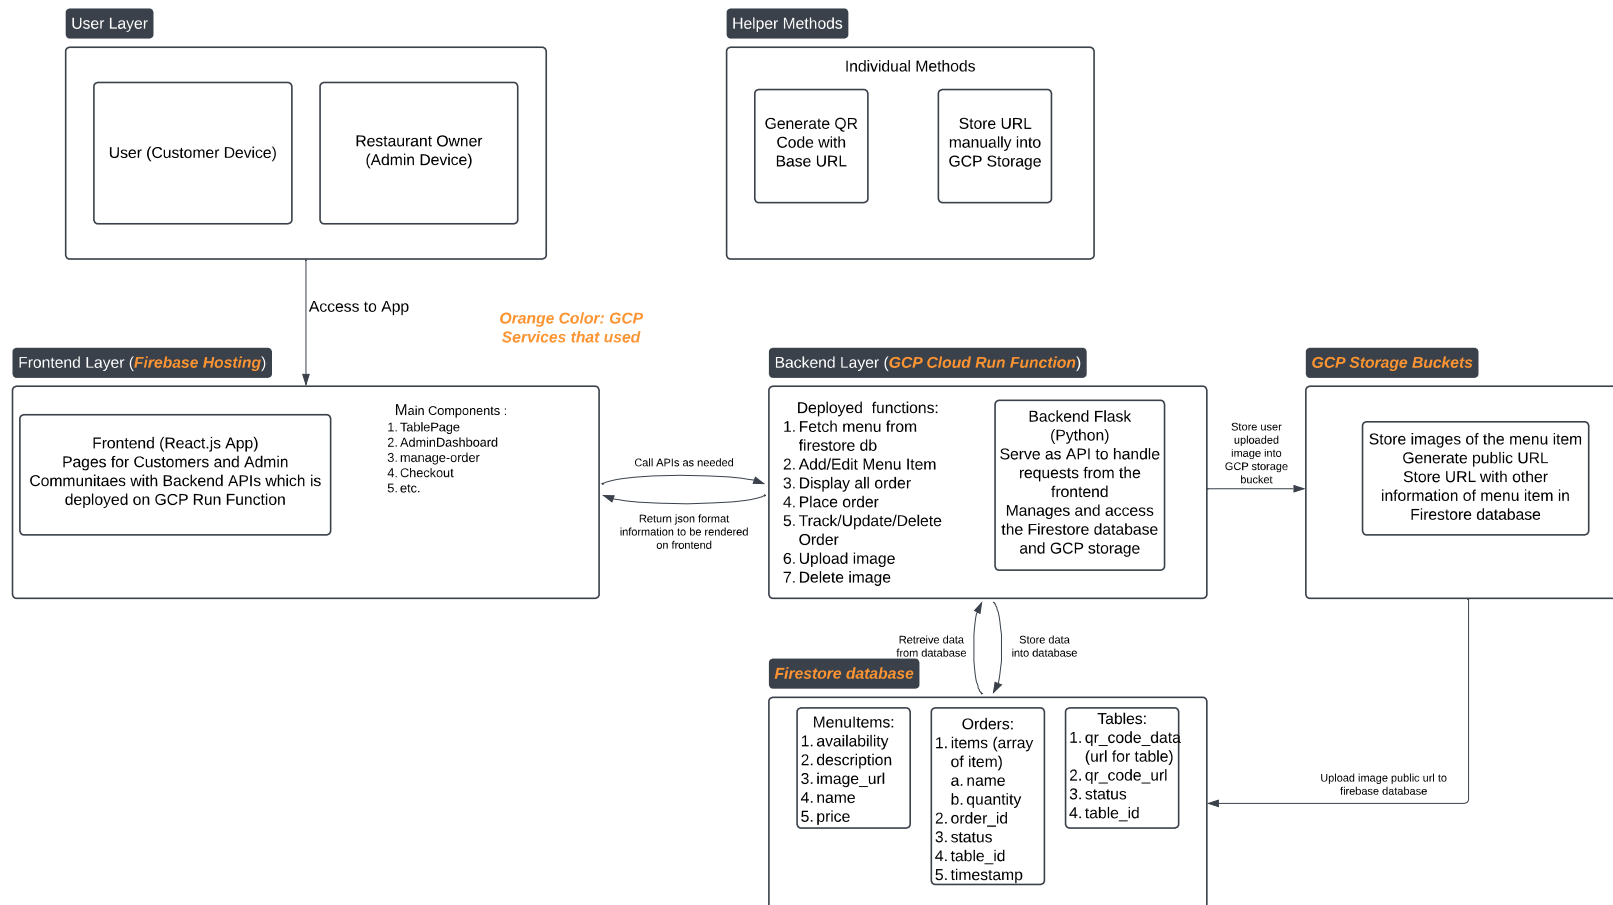 User Layer
User (Customer Device)
Restaurant Owner
(Admin Device)
Helper Methods
Individual Methods
Generate QR
Code with
Base URL
Store URL
manually into
GCP Storage
Access to App
Orange Color: GCP
Services that used
Frontend Layer (Firebase Hosting)
Frontend (React.js App)
Pages for Customers and Admin
Communitaes with Backend APIs which is
deployed on GCP Run Function
Main Components :
1. TablePage
2. AdminDashboard
3. manage-order
4. Checkout
5. etc.
Call APIs as needed
Return json format
information to be rendered
on frontend
Backend Layer (GCP Cloud Run Function)
Deployed functions:
1. Fetch menu from
firestore db
2. Add/Edit Menu Item
3. Display all order
4. Place order
5. Track/Update/Delete
Order
6. Upload image
7. Delete image
Backend Flask
(Python)
Serve as API to handle
requests from the
frontend
Manages and access
the Firestore database
and GCP storage
Store user
uploaded
image into
GCP storage
bucket
GCP Storage Buckets
Store images of the menu item
Generate public URL
Store URL with other
information of menu item in
Firestore database
Retreive data
from database
Store data
into database
Firestore database
MenuItems:
1. availability
2. description
3. image_url
4. name
5. price
Orders:
1. items (array
of item)
a. name
b. quantity
2. order_id
3. status
4. table_id
5. timestamp
Tables:
1. qr_code_data
(url for table)
2. qr_code_url
3. status
4. table_id
Upload image public url to
firebase database